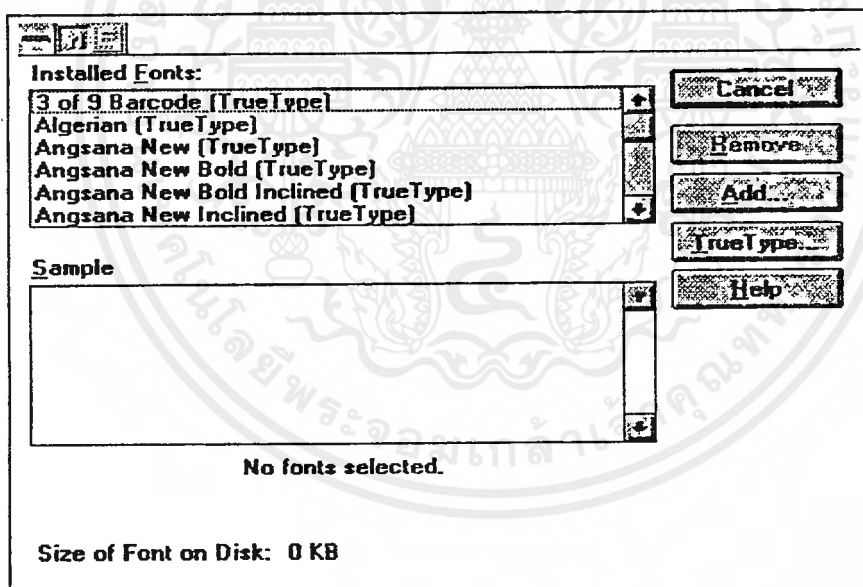 Installed Fonts:
3 of 9 Barcode (TrueType)
Algerian (TrueType)
Angsana New (TrueType)
Angsana New Bold (TrueType)
Angsana New Bold Inclined (TrueType)
Angsana New Inclined (TrueType)
Cancel
Remove
Add...
TrueType...
Help
Sample
No fonts selected.
Size of Font on Disk: 0 KB